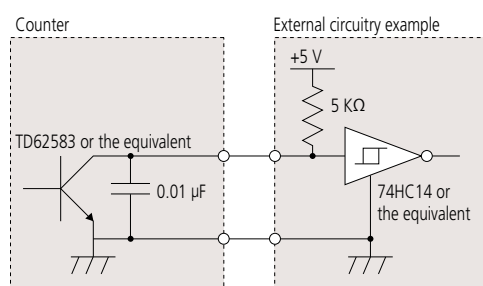 Counter
External circuitry example
+5 V
5 KΩ
TD62583 or the equivalent
0.01 µF
74HC14 or
the equivalent